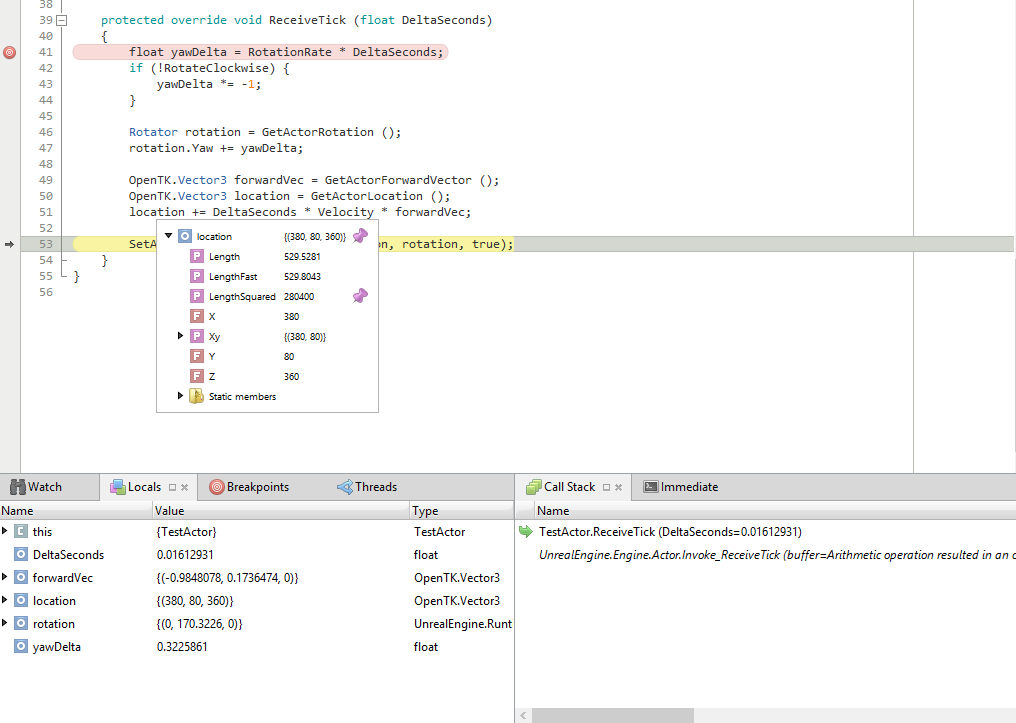 38
39 protected override void ReceiveTick (float DeltaSeconds)
40 {
41 float yawDelta = RotationRate * DeltaSeconds;
42 if (!RotateClockwise) {
43 yawDelta *= -1;
44 }
45
46 Rotator rotation = GetActorRotation ();
47 rotation.Yaw += yawDelta;
48
49 OpenTK.Vector3 forwardVec = GetActorForwardVector ();
50 OpenTK.Vector3 location = GetActorLocation ();
51 location += DeltaSeconds * Velocity * forwardVec;
52
53 SetA n, rotation, true);
54 }
55 }
56
location {(380, 80, 360)}
P Length 529.5281
P LengthFast 529.8043
P LengthSquared 280400
F X 380
P Xy {(380, 80)}
F Y 80
F Z 360
Static members
Watch Locals Breakpoints Threads
Name Value Type
C this {TestActor} TestActor
DeltaSeconds 0.01612931 float
forwardVec {(-0.9848078, 0.1736474, 0)} OpenTK.Vector3
location {(380, 80, 360)} OpenTK.Vector3
rotation {(0, 170.3226, 0)} UnrealEngine.Runt
yawDelta 0.3225861 float
Call Stack Immediate
Name
TestActor.ReceiveTick (DeltaSeconds=0.01612931)
UnrealEngine.Engine.Actor.Invoke_ReceiveTick (buffer=Arithmetic operation resulted in an